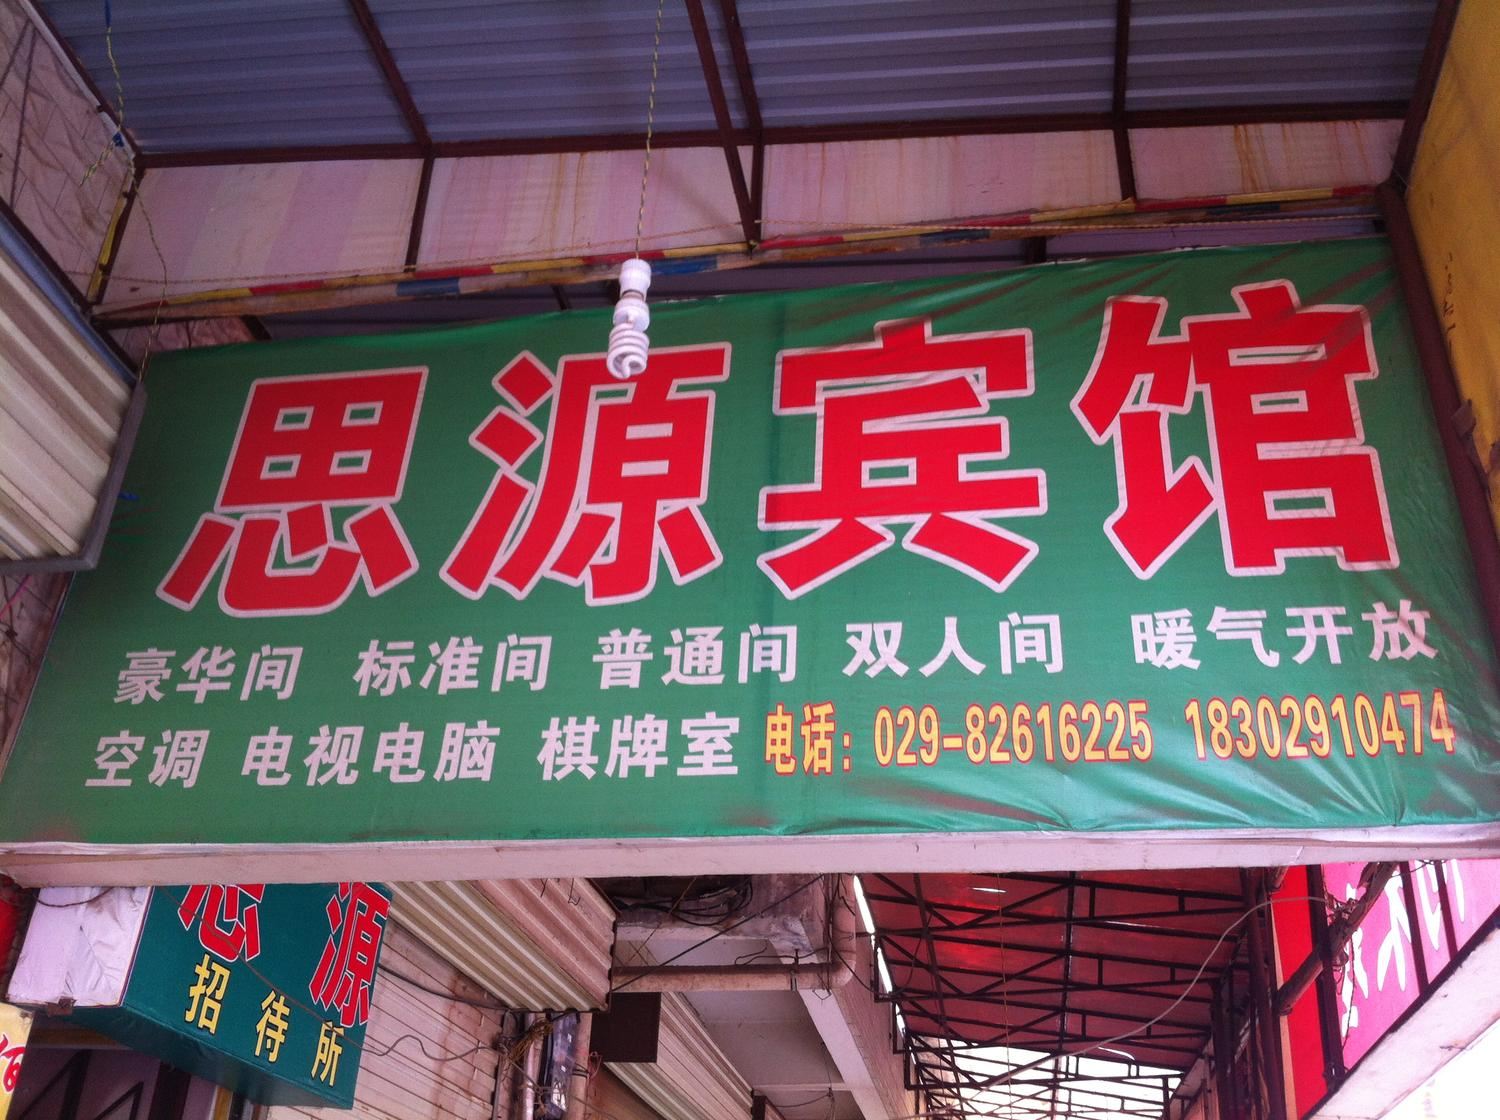 思源宾馆
豪华间 标准间 普通间 双人间 暖气开放
空调 电视电脑 棋牌室 电话：029-82616225 18302910474
思源
招待所